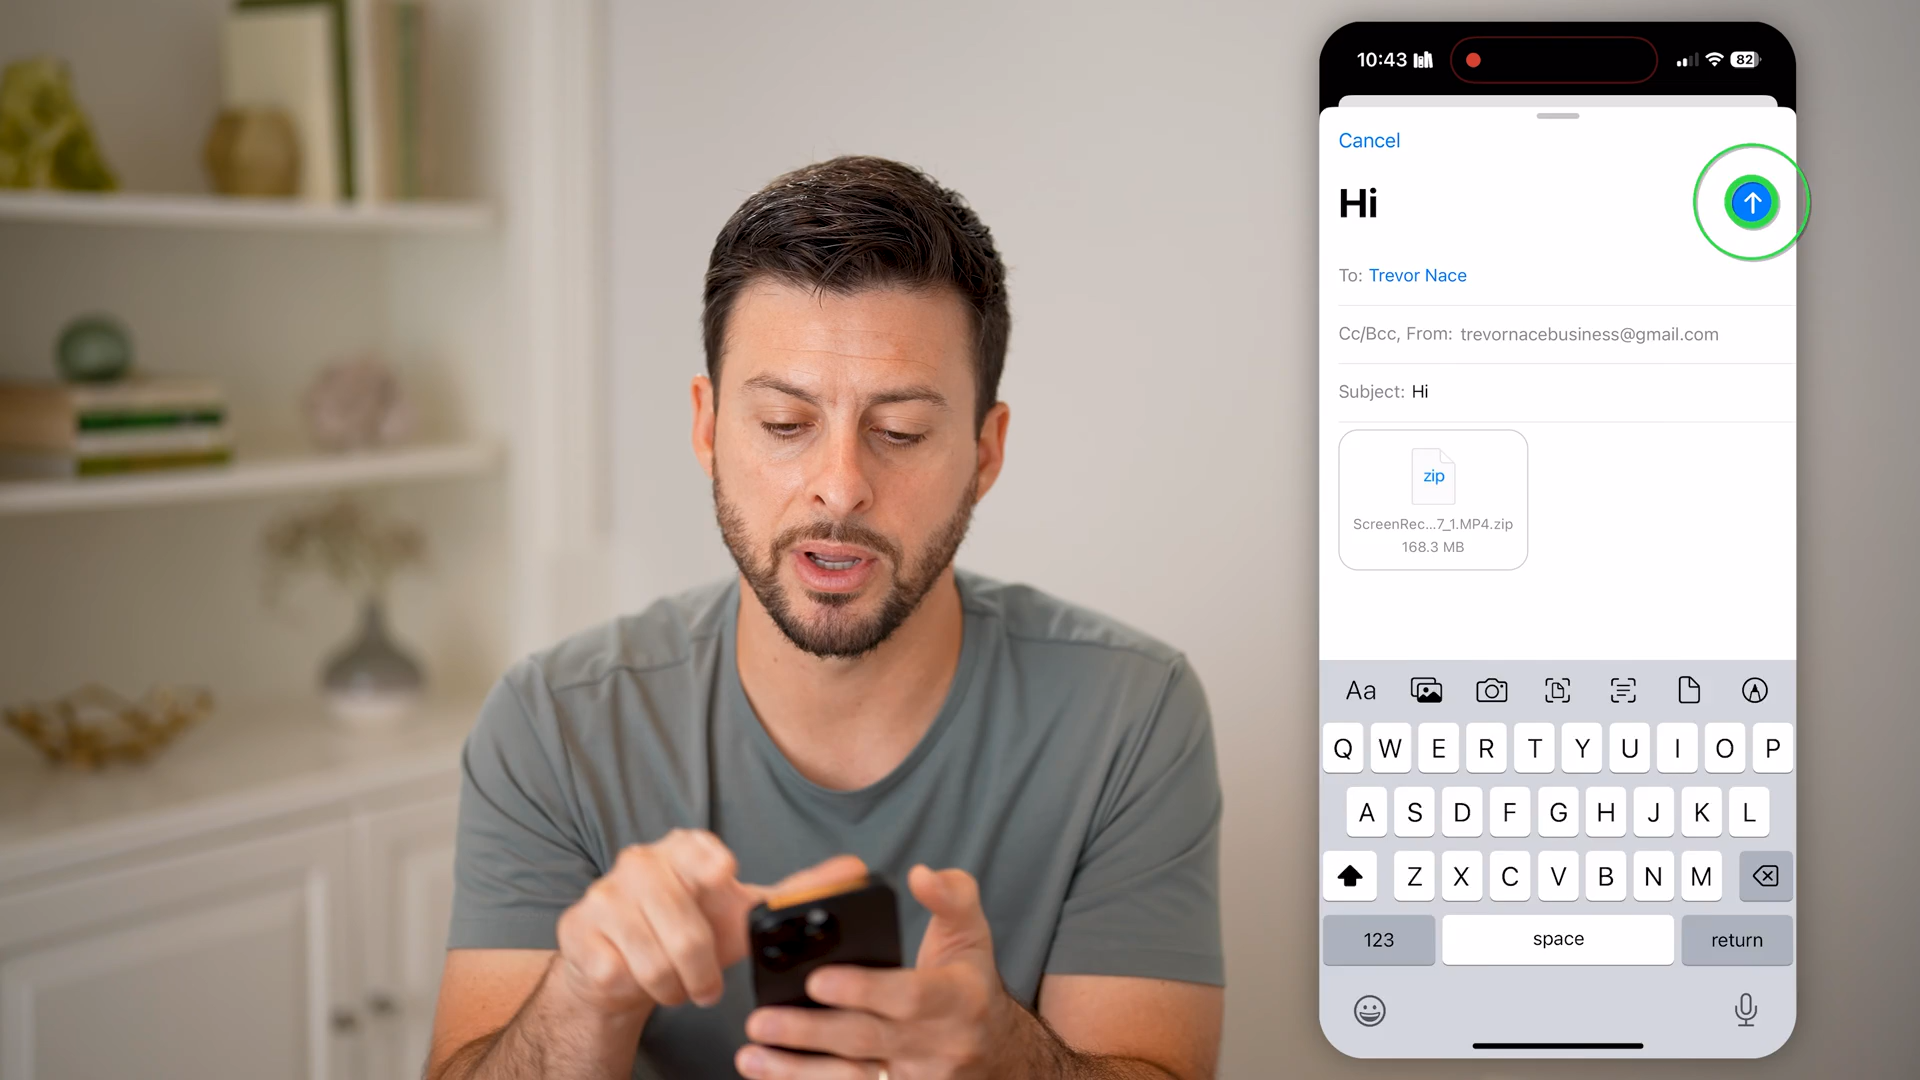 10:43
82
Cancel
Hi
To: Trevor Nace
Cc/Bcc, From: trevornacebusiness@gmail.com
Subject: Hi
zip
ScreenRec...7_1.MP4.zip
168.3 MB
Aa
Q W E R T Y U I O P
A S D F G H J K L
Z X C V B N M
123 space return